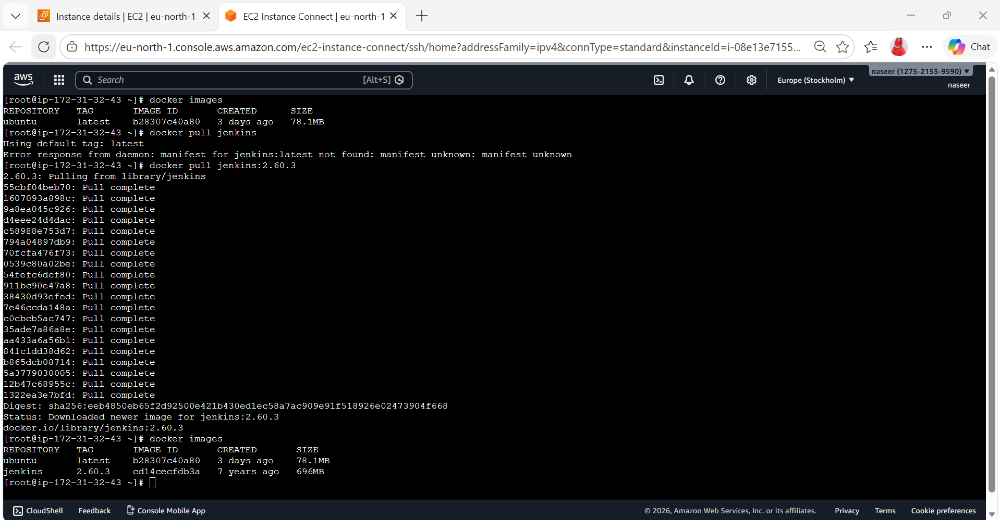 Instance details | EC2 | eu-north-1
EC2 Instance Connect | eu-north-1
https://eu-north-1.console.aws.amazon.com/ec2-instance-connect/ssh/home?addressFamily=ipv4&connType=standard&instanceId=i-08e13e7155...
Chat
aws
Search
[Alt+S]
Europe (Stockholm)
naseer (1275-2153-9590)
naseer
[root@ip-172-31-32-43 ~]# docker images
REPOSITORY   TAG       IMAGE ID       CREATED      SIZE
ubuntu       latest    b28307c40a80   3 days ago   78.1MB
[root@ip-172-31-32-43 ~]# docker pull jenkins
Using default tag: latest
Error response from daemon: manifest for jenkins:latest not found: manifest unknown: manifest unknown
[root@ip-172-31-32-43 ~]# docker pull jenkins:2.60.3
2.60.3: Pulling from library/jenkins
55cbf04beb70: Pull complete
1607093a898c: Pull complete
9a8ea045c926: Pull complete
d4eee24d4dac: Pull complete
c58988e753d7: Pull complete
794a04897db9: Pull complete
70fcfa476f73: Pull complete
0539c80a02be: Pull complete
54fefc6dcf80: Pull complete
911bc90e47a8: Pull complete
38430d93efed: Pull complete
7e46ccda148a: Pull complete
c0cbcb5ac747: Pull complete
35ade7a86a8e: Pull complete
aa433a6a56b1: Pull complete
841c1dd38d62: Pull complete
b865dcb08714: Pull complete
5a3779030005: Pull complete
12b47c68955c: Pull complete
1322ea3e7bfd: Pull complete
Digest: sha256:eeb4850eb65f2d92500e421b430ed1ec58a7ac909e91f518926e02473904f668
Status: Downloaded newer image for jenkins:2.60.3
docker.io/library/jenkins:2.60.3
[root@ip-172-31-32-43 ~]# docker images
REPOSITORY   TAG       IMAGE ID       CREATED       SIZE
ubuntu       latest    b28307c40a80   3 days ago    78.1MB
jenkins      2.60.3    cd14cecfdb3a   7 years ago   696MB
[root@ip-172-31-32-43 ~]#
CloudShell
Feedback
Console Mobile App
© 2026, Amazon Web Services, Inc. or its affiliates.
Privacy
Terms
Cookie preferences